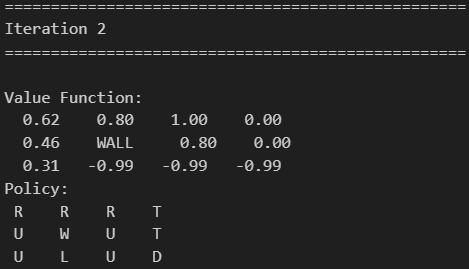 ==================================================
Iteration 2
==================================================
Value Function:
0.62 0.80 1.00 0.00
0.46 WALL 0.80 0.00
0.31 -0.99 -0.99 -0.99
Policy:
R R R T
U W U T
U L U D